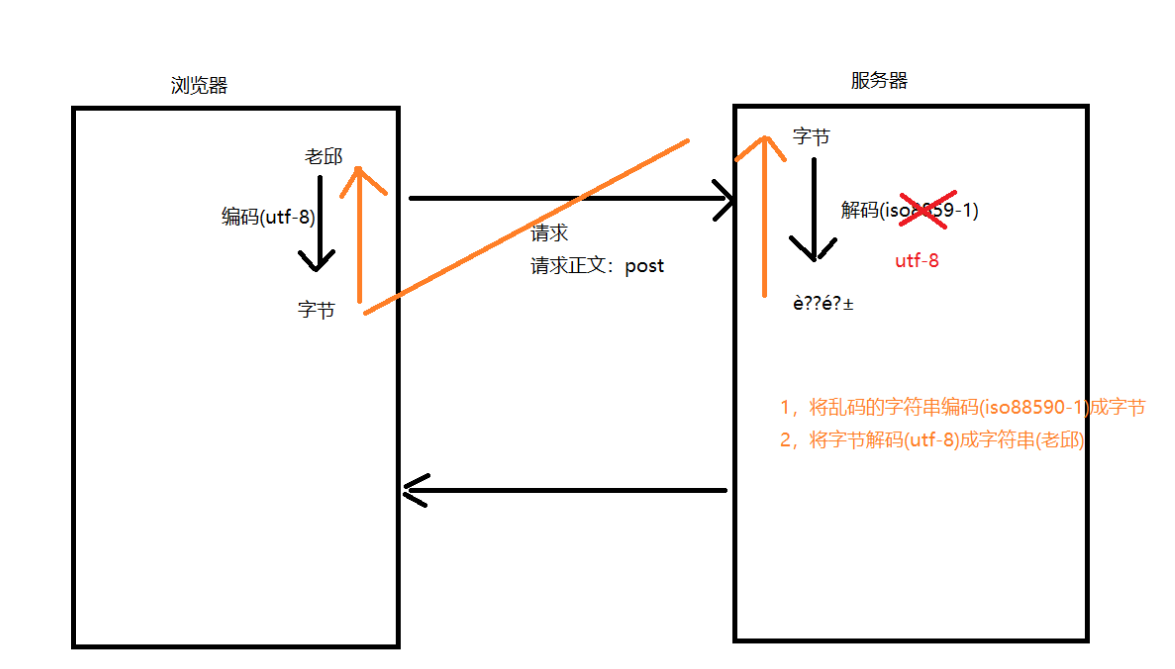 浏览器
服务器
老邱
编码(utf-8)
字节
请求
请求正文：post
字节
解码(iso8859-1)
utf-8
è??é?±
1，将乱码的字符串编码(iso88590-1)成字节
2，将字节解码(utf-8)成字符串(老邱)